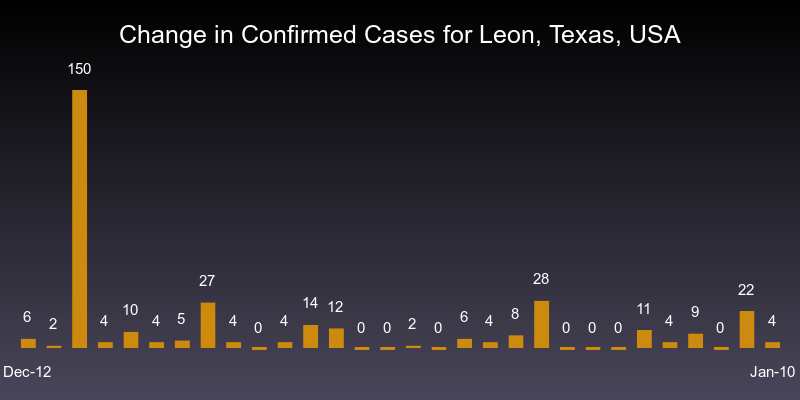 Change in Confirmed Cases for Leon, Texas, USA
6 2 150 4 10 4 5 27 4 0 4 14 12 0 0 2 0 6 4 8 28 0 0 0 11 4 9 0 22 4
Dec-12 Jan-10